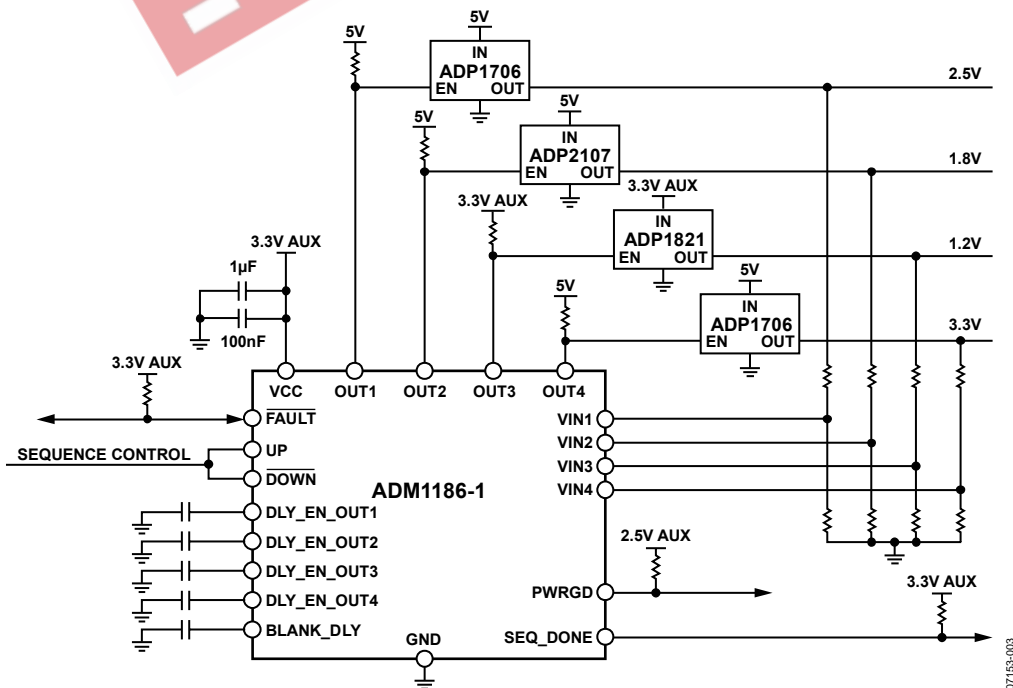 5V
5V
IN
ADP1706
EN OUT
2.5V
5V
5V
IN
ADP2107
EN OUT
1.8V
3.3V AUX
3.3V AUX
IN
ADP1821
EN OUT
1.2V
3.3V AUX
1µF
100nF
5V
5V
IN
ADP1706
EN OUT
3.3V
3.3V AUX
VCC OUT1 OUT2 OUT3 OUT4
FAULT
UP
SEQUENCE CONTROL
DOWN
ADM1186-1
VIN1
VIN2
VIN3
VIN4
DLY_EN_OUT1
DLY_EN_OUT2
DLY_EN_OUT3
DLY_EN_OUT4
BLANK_DLY
2.5V AUX
PWRGD
3.3V AUX
SEQ_DONE
GND
07153-003